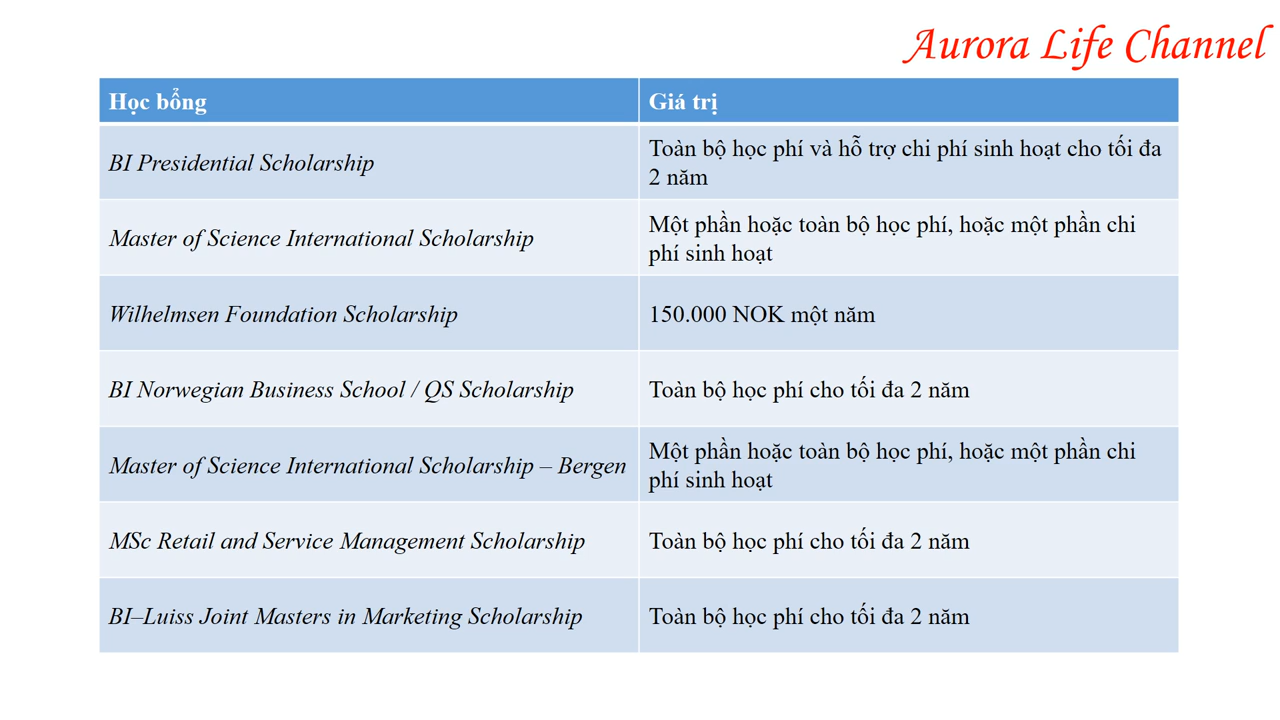 Aurora Life Channel
Học bổng
Giá trị
BI Presidential Scholarship
Toàn bộ học phí và hỗ trợ chi phí sinh hoạt cho tối đa
2 năm
Master of Science International Scholarship
Một phần hoặc toàn bộ học phí, hoặc một phần chi
phí sinh hoạt
Wilhelmsen Foundation Scholarship
150.000 NOK một năm
BI Norwegian Business School / QS Scholarship
Toàn bộ học phí cho tối đa 2 năm
Master of Science International Scholarship – Bergen
Một phần hoặc toàn bộ học phí, hoặc một phần chi
phí sinh hoạt
MSc Retail and Service Management Scholarship
Toàn bộ học phí cho tối đa 2 năm
BI–Luiss Joint Masters in Marketing Scholarship
Toàn bộ học phí cho tối đa 2 năm